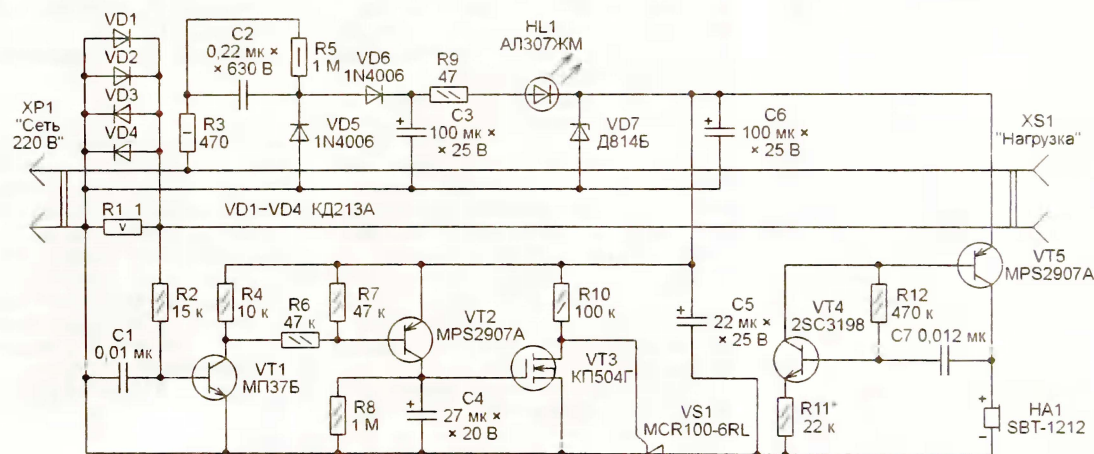 VD1
VD2
VD3
VD4
XP1
"Сеть
220 В"
R1 1
VD1–VD4 КД213А
C2
0,22 мк ×
× 630 В
R3
470
R5
1 М
VD5
1N4006
VD6
1N4006
R9
47
C3
100 мк ×
× 25 В
HL1
АЛ307ЖМ
VD7
Д814Б
C6
100 мк ×
× 25 В
XS1
"Нагрузка"
C1
0,01 мк
R2
15 к
R4
10 к
VT1
МП37Б
R6
47 к
R7
47 к
VT2
MPS2907A
R8
1 М
C4
27 мк ×
× 20 В
R10
100 к
VT3
КП504Г
VS1
MCR100-6RL
C5
22 мк ×
× 25 В
VT4
2SC3198
R11*
22 к
R12
470 к
C7 0,012 мк
VT5
MPS2907A
+
–
HA1
SBT-1212